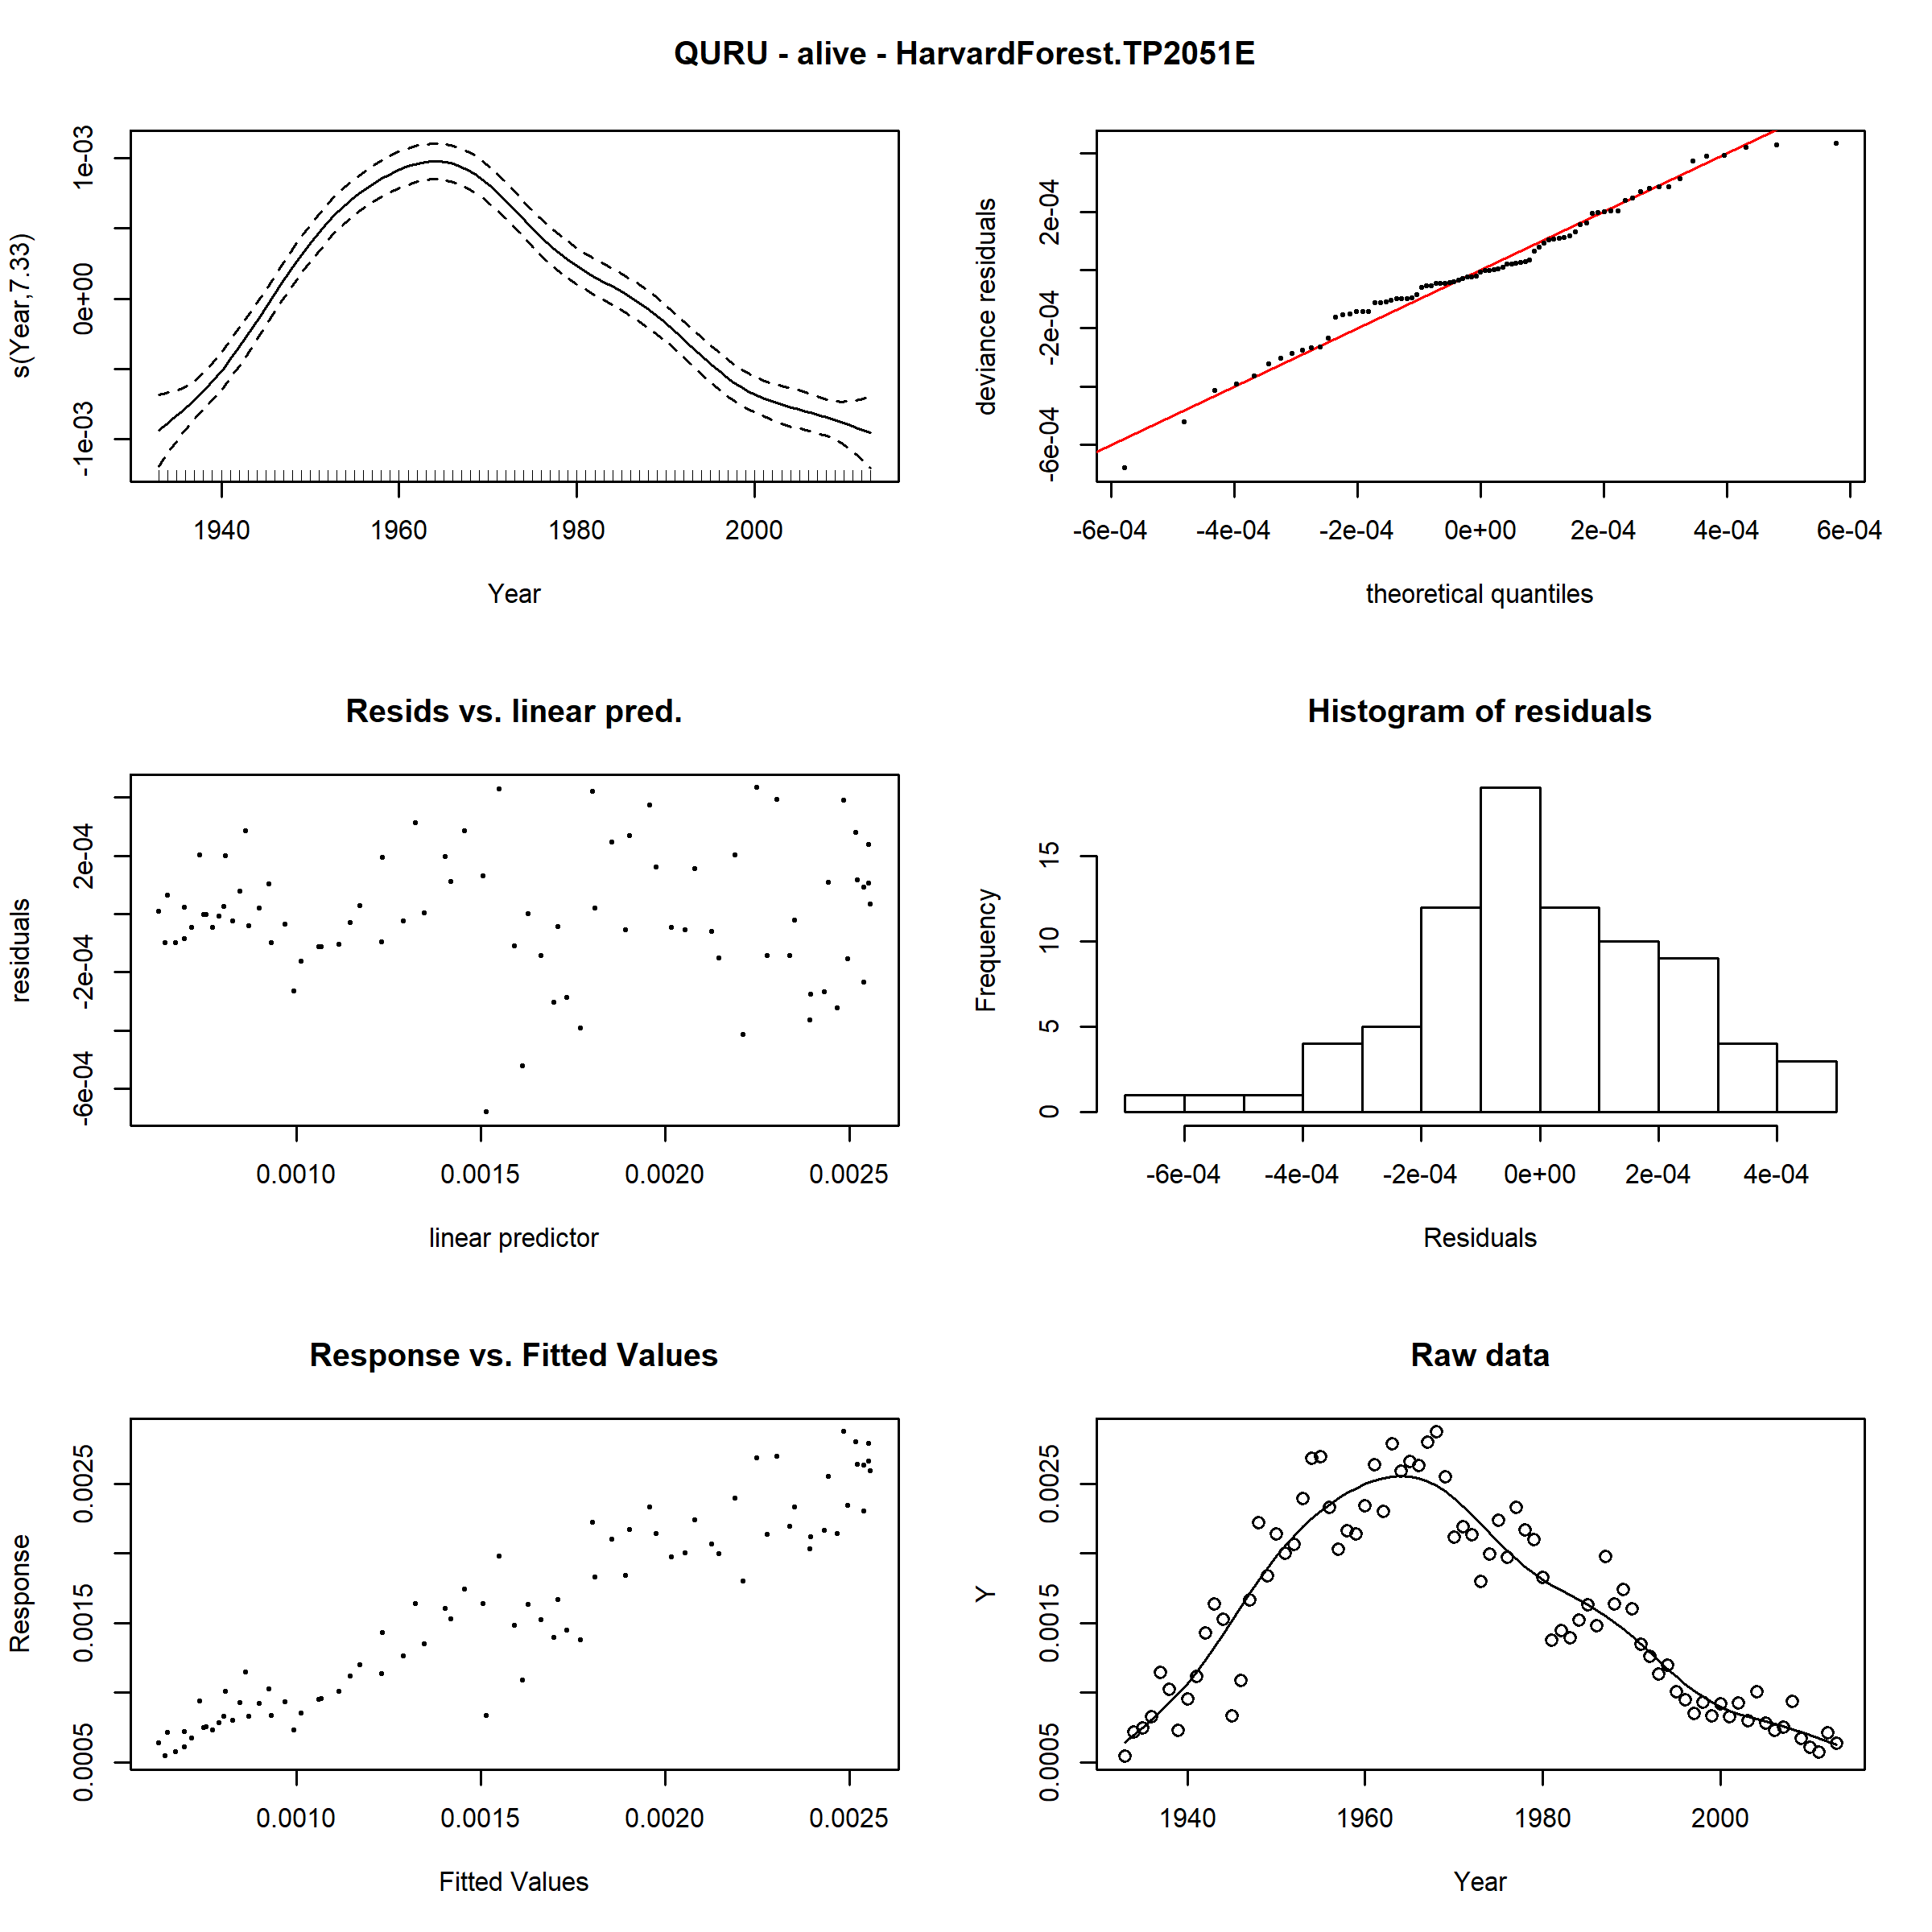 QURU - alive - HarvardForest.TP2051E
s(Year,7.33)
1e-03
0e+00
-1e-03
1940 1960 1980 2000
Year
deviance residuals
2e-04
-2e-04
-6e-04
-6e-04 -4e-04 -2e-04 0e+00 2e-04 4e-04 6e-04
theoretical quantiles
Resids vs. linear pred.
residuals
2e-04
-2e-04
-6e-04
0.0010 0.0015 0.0020 0.0025
linear predictor
Histogram of residuals
Frequency
15
10
5
0
-6e-04 -4e-04 -2e-04 0e+00 2e-04 4e-04
Residuals
Response vs. Fitted Values
Response
0.0025
0.0015
0.0005
0.0010 0.0015 0.0020 0.0025
Fitted Values
Raw data
Y
0.0025
0.0015
0.0005
1940 1960 1980 2000
Year